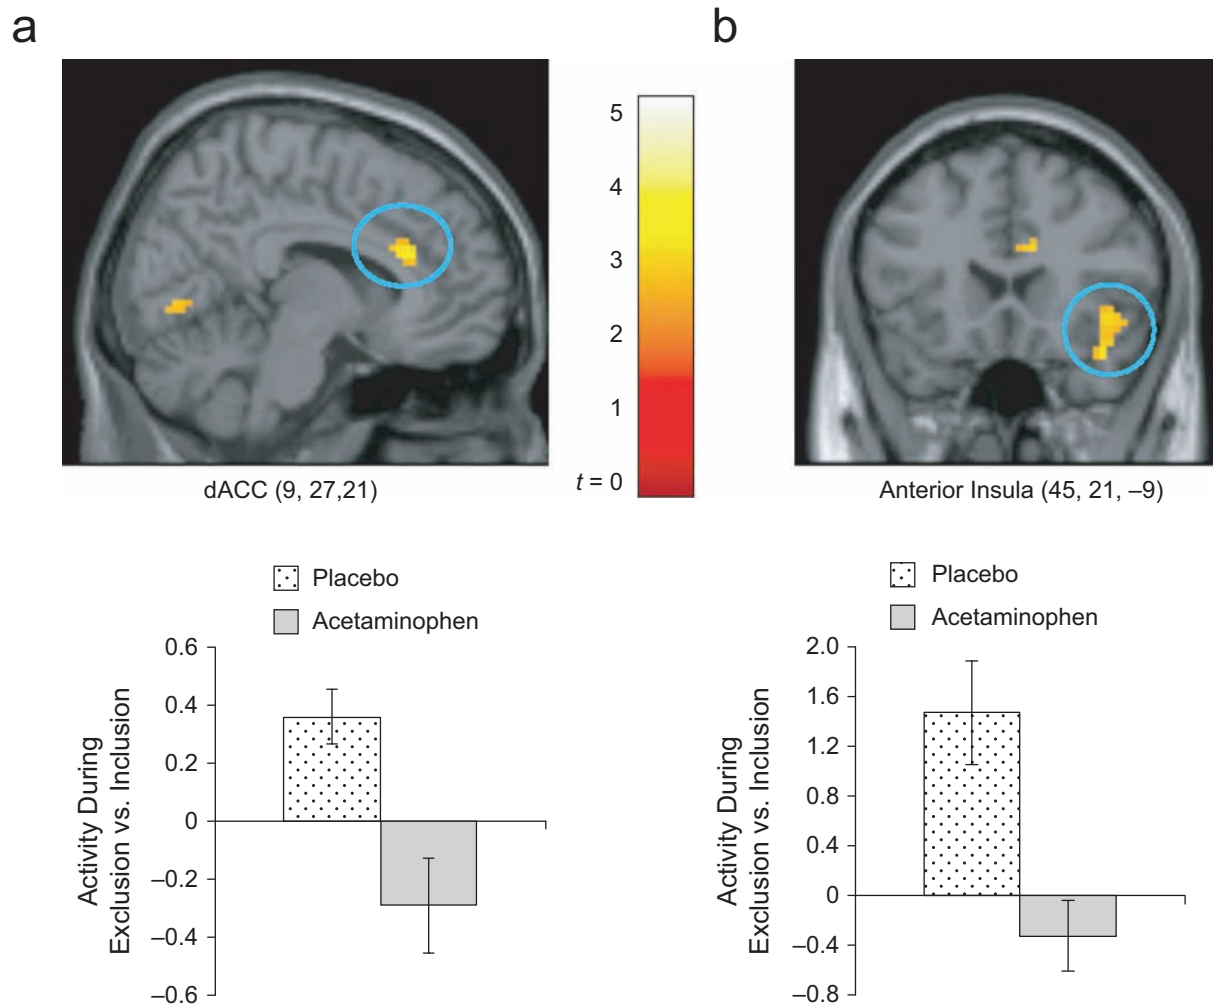 a
b
5
4
3
2
1
t = 0
dACC (9, 27,21)
Anterior Insula (45, 21, –9)
Placebo
Acetaminophen
0.6
0.4
0.2
0
–0.2
–0.4
–0.6
Activity During
Exclusion vs. Inclusion
Placebo
Acetaminophen
2.0
1.6
1.2
0.8
0.4
0
–0.4
–0.8
Activity During
Exclusion vs. Inclusion